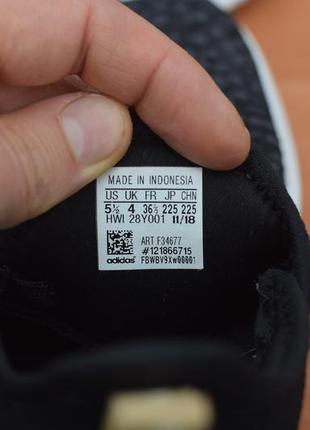 MADE IN INDONESIA
US UK FR JP CHN
5½ 4 36⅔ 225 225
HWI 28Y001 11/18
ART F34677
#121866715
adidas FBWBV9Xw00001